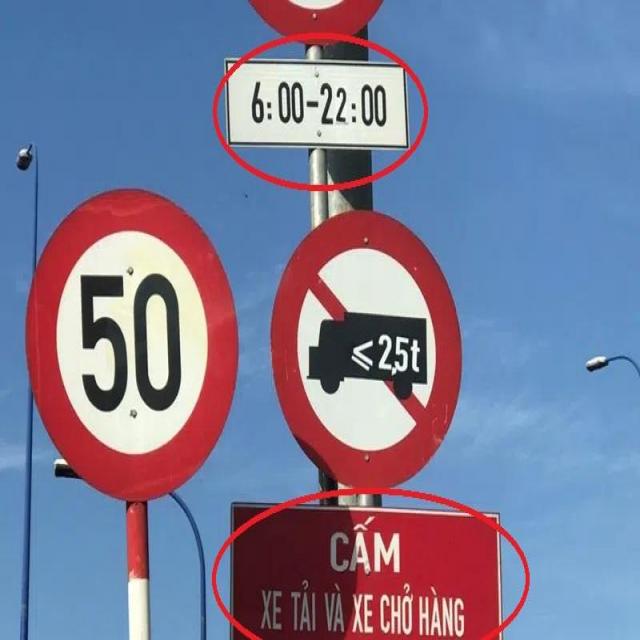 6:00-22:00
50
≤ 2,5t
CẤM
XE TẢI VÀ XE CHỞ HÀNG